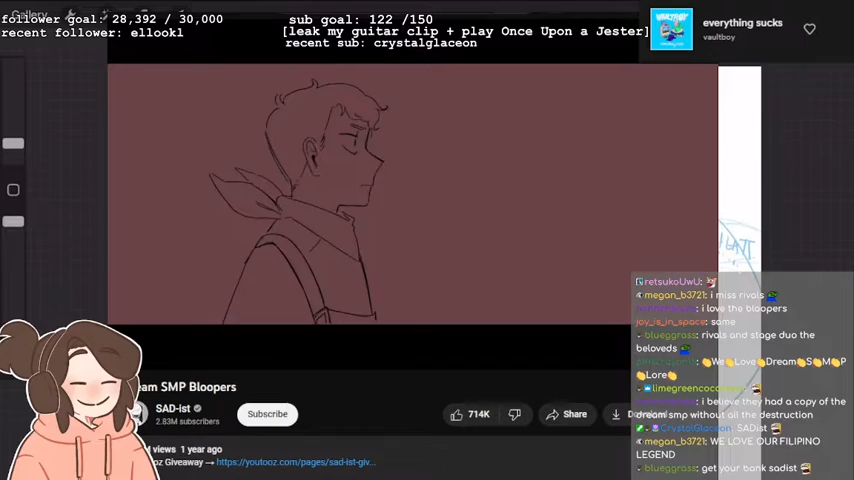 Gallery
follower goal: 28,392 / 30,000
recent follower: ellookl
sub goal: 122 /150
[leak my guitar clip + play Once Upon a Jester]
recent sub: crystalglaceon
everything sucks
vaultboy
retsukoUwU:
megan_b3721: i miss rivals
: i love the bloopers
joy_is_in_space: same
blueggrass: rivals and stage duo the
beloveds
: We Love Dream S M P
Lore
limegreencoco
: i believe they had a copy of the
dream smp without all the destruction
CrystalGlaceon: SADist
megan_b3721: WE LOVE OUR FILIPINO
LEGEND
blueggrass: get your bank sadist
eam SMP Bloopers
SAD-ist
2.83M subscribers
Subscribe
714K
Share
views 1 year ago
oz Giveaway → https://youtooz.com/pages/sad-ist-giv...